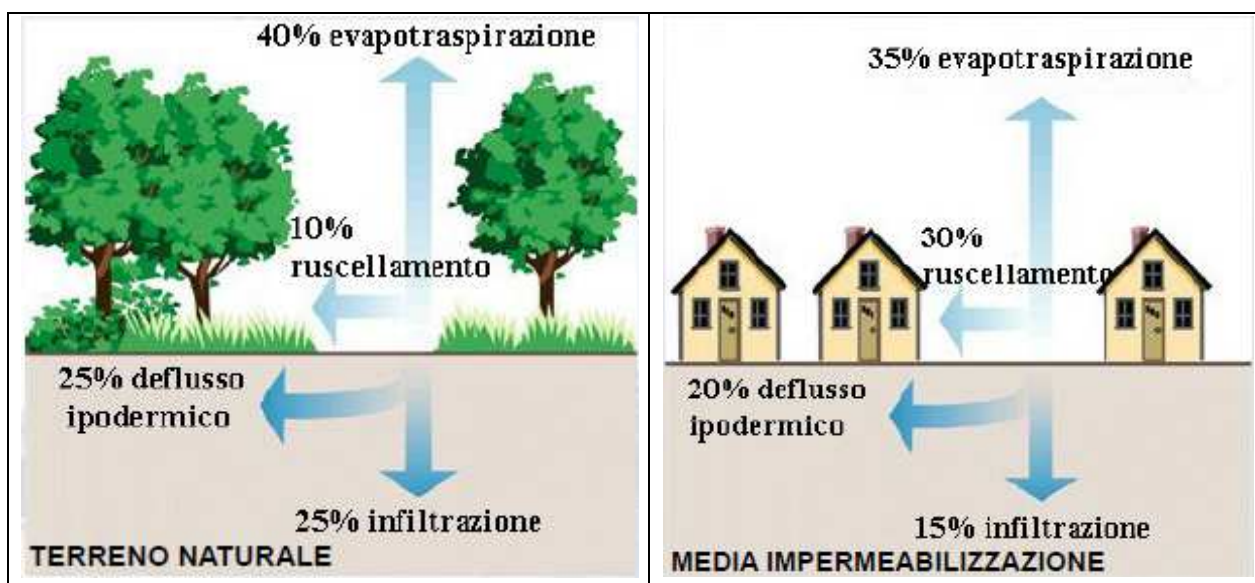 40% evapotraspirazione
10%
ruscellamento
25% deflusso
ipodermico
25% infiltrazione
TERRENO NATURALE
35% evapotraspirazione
30%
ruscellamento
20% deflusso
ipodermico
15% infiltrazione
MEDIA IMPERMEABILIZZAZIONE